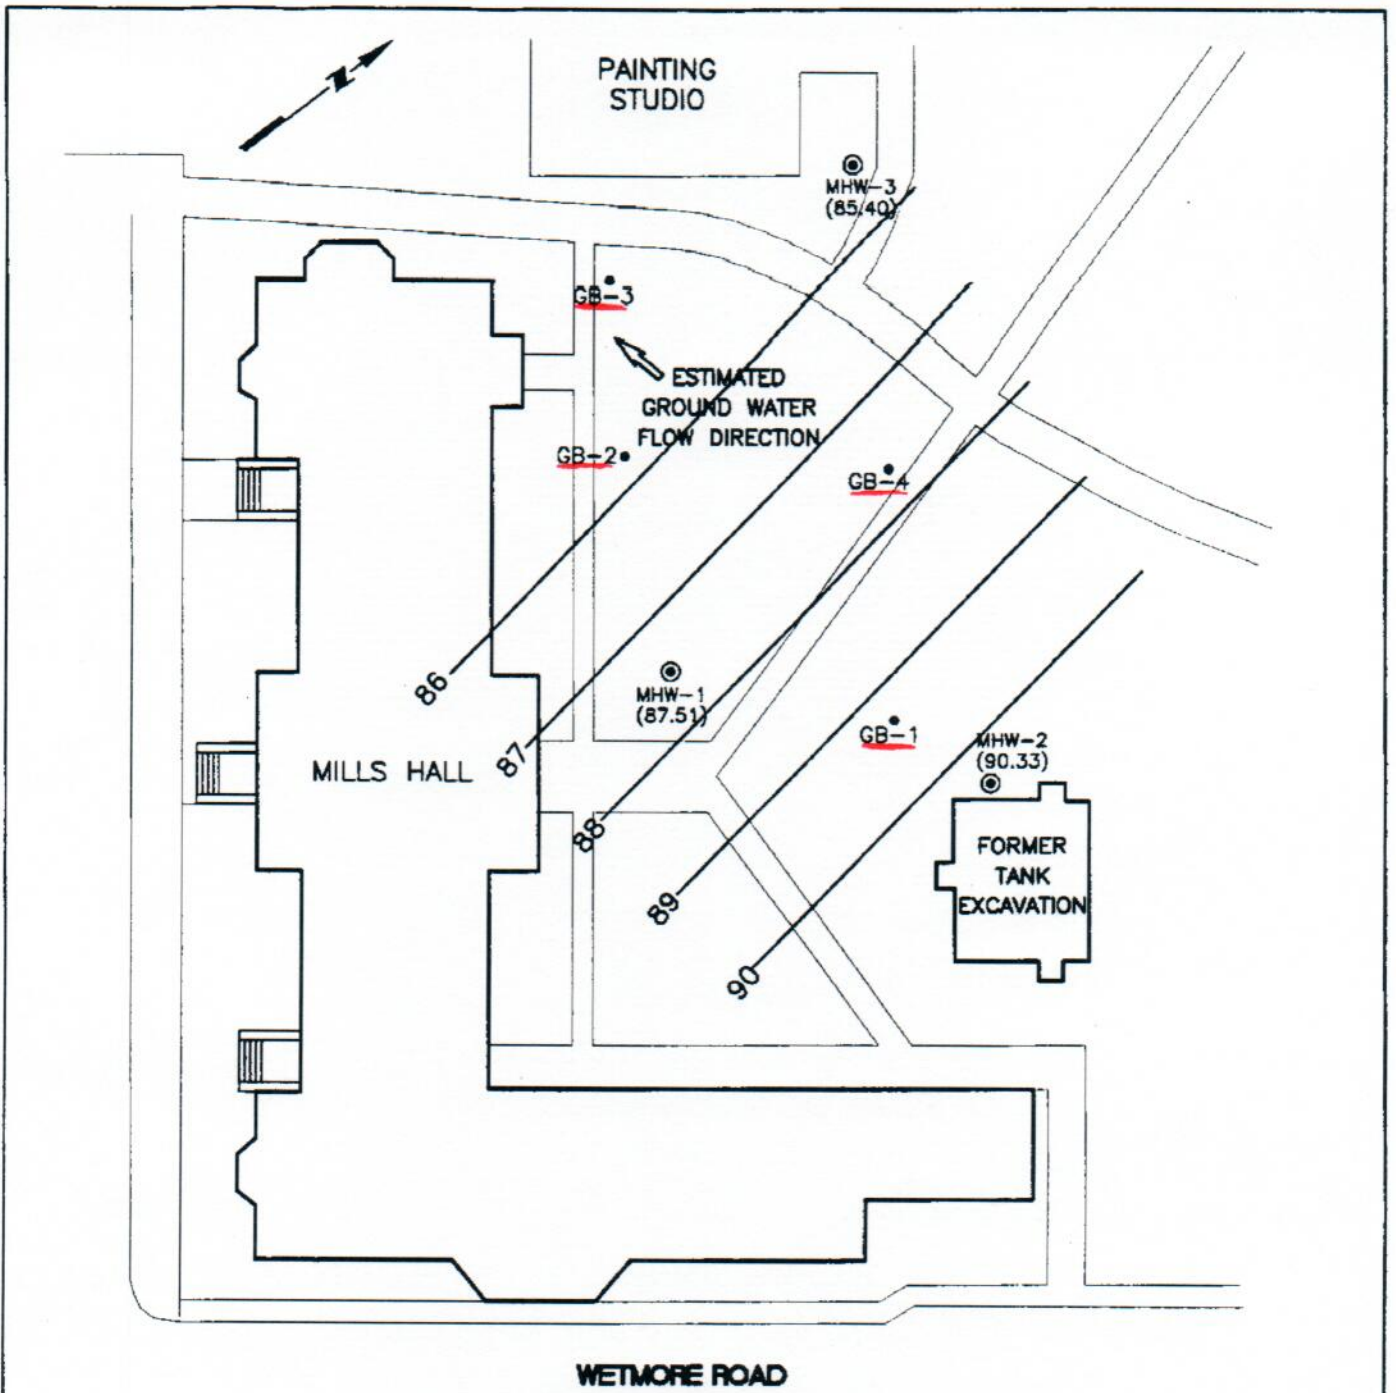 N
PAINTING
STUDIO
MHW-3
(85.40)
GB-3
ESTIMATED
GROUND WATER
FLOW DIRECTION
GB-2
GB-4
86
MHW-1
(87.51)
87
GB-1
MHW-2
(90.33)
MILLS HALL
88
FORMER
TANK
EXCAVATION
89
90
WETMORE ROAD